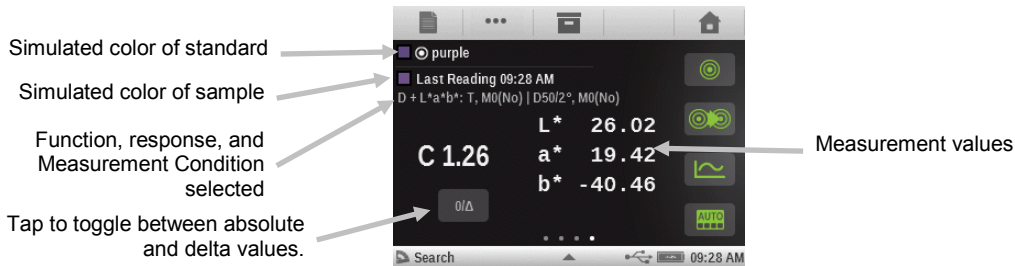 Simulated color of standard
Simulated color of sample
Function, response, and
Measurement Condition
selected
Tap to toggle between absolute
and delta values.
purple
Last Reading 09:28 AM
D + L*a*b*: T, M0(No) | D50/2°, M0(No)
C 1.26
L* 26.02
a* 19.42
b* -40.46
0/Δ
AUTO
Search
09:28 AM
Measurement values